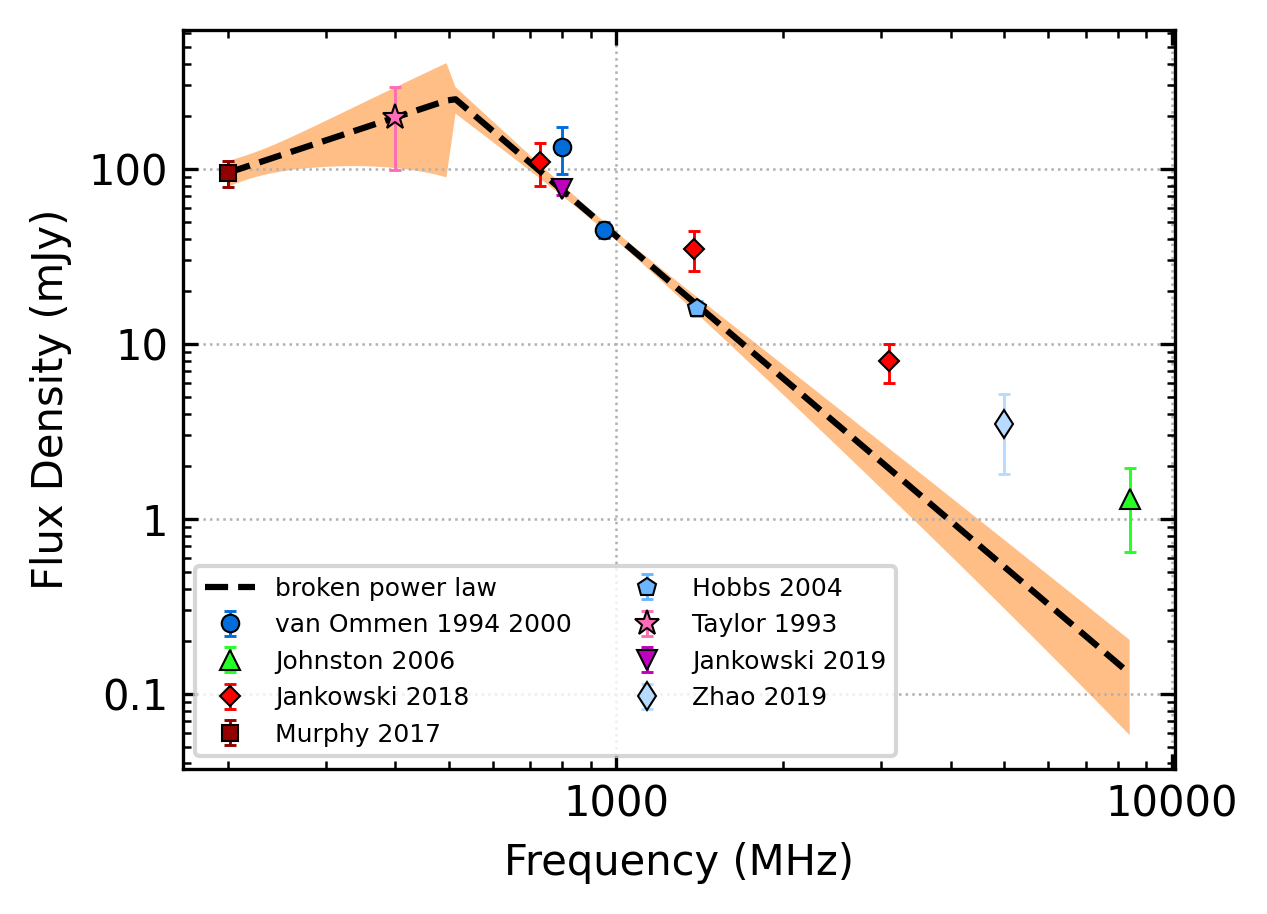 Flux Density (mJy)
100
10
1
0.1
broken power law
van Ommen 1994 2000
Johnston 2006
Jankowski 2018
Murphy 2017
Hobbs 2004
Taylor 1993
Jankowski 2019
Zhao 2019
1000
10000
Frequency (MHz)